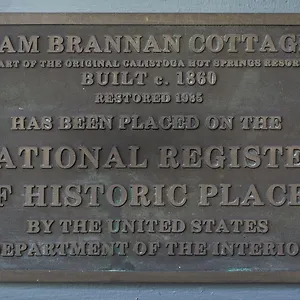 AM BRANNAN COTTAG
ART OF THE ORIGINAL CALISTOGA HOT SPRINGS RESOR
BUILT c. 1860
RESTORED 1985
HAS BEEN PLACED ON THE
ATIONAL REGISTE
F HISTORIC PLACE
BY THE UNITED STATES
DEPARTMENT OF THE INTERIO